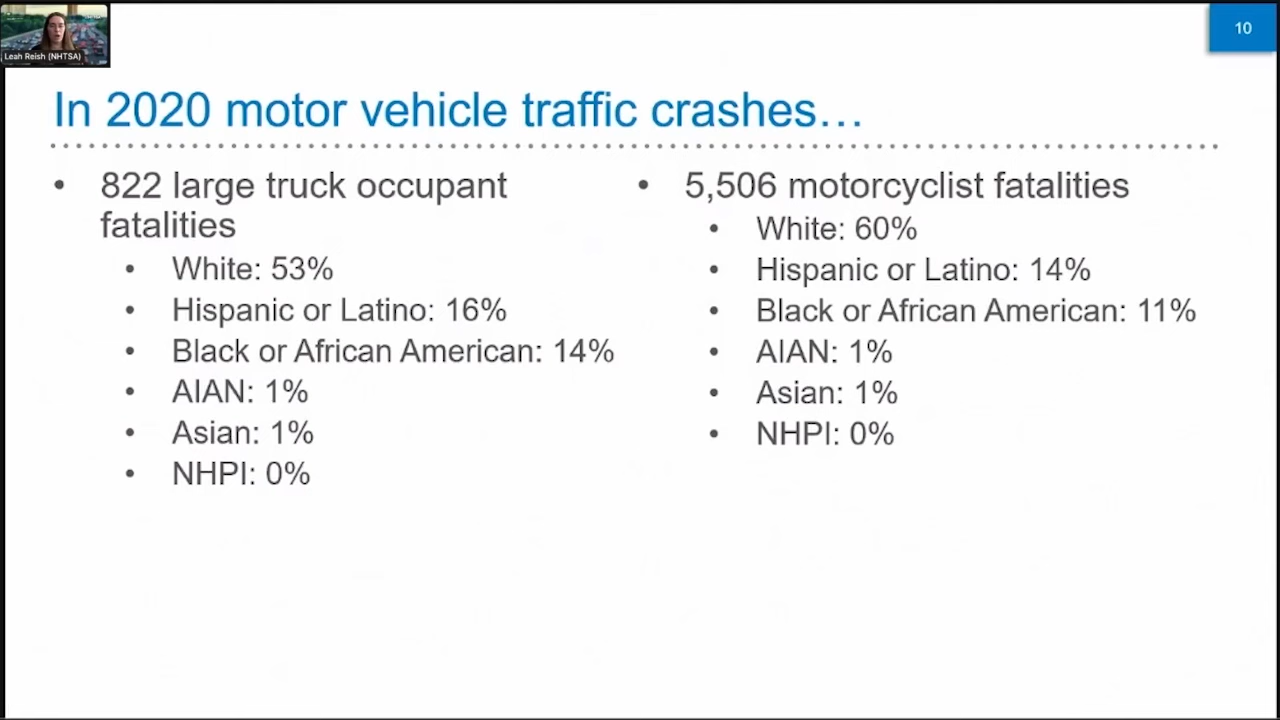 Leah Reish (NHTSA)
10
In 2020 motor vehicle traffic crashes…
• 822 large truck occupant
fatalities
• White: 53%
• Hispanic or Latino: 16%
• Black or African American: 14%
• AIAN: 1%
• Asian: 1%
• NHPI: 0%
• 5,506 motorcyclist fatalities
• White: 60%
• Hispanic or Latino: 14%
• Black or African American: 11%
• AIAN: 1%
• Asian: 1%
• NHPI: 0%